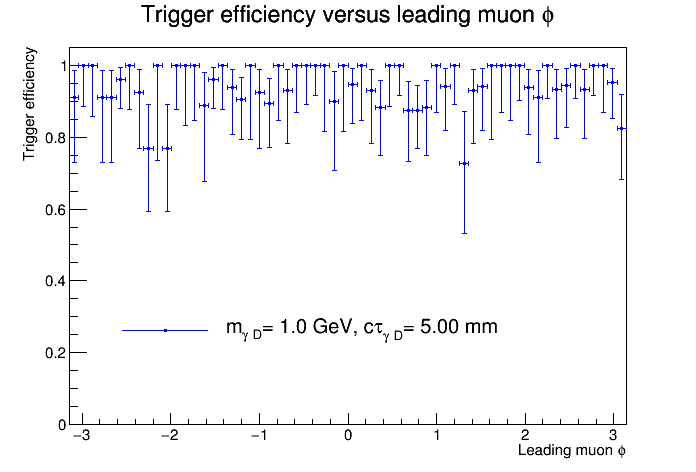 Trigger efficiency versus leading muon ϕ
Trigger efficiency
1
0.8
0.6
0.4
0.2
0
m_γ D = 1.0 GeV, cτ_γ D = 5.00 mm
−3 −2 −1 0 1 2 3
Leading muon ϕ